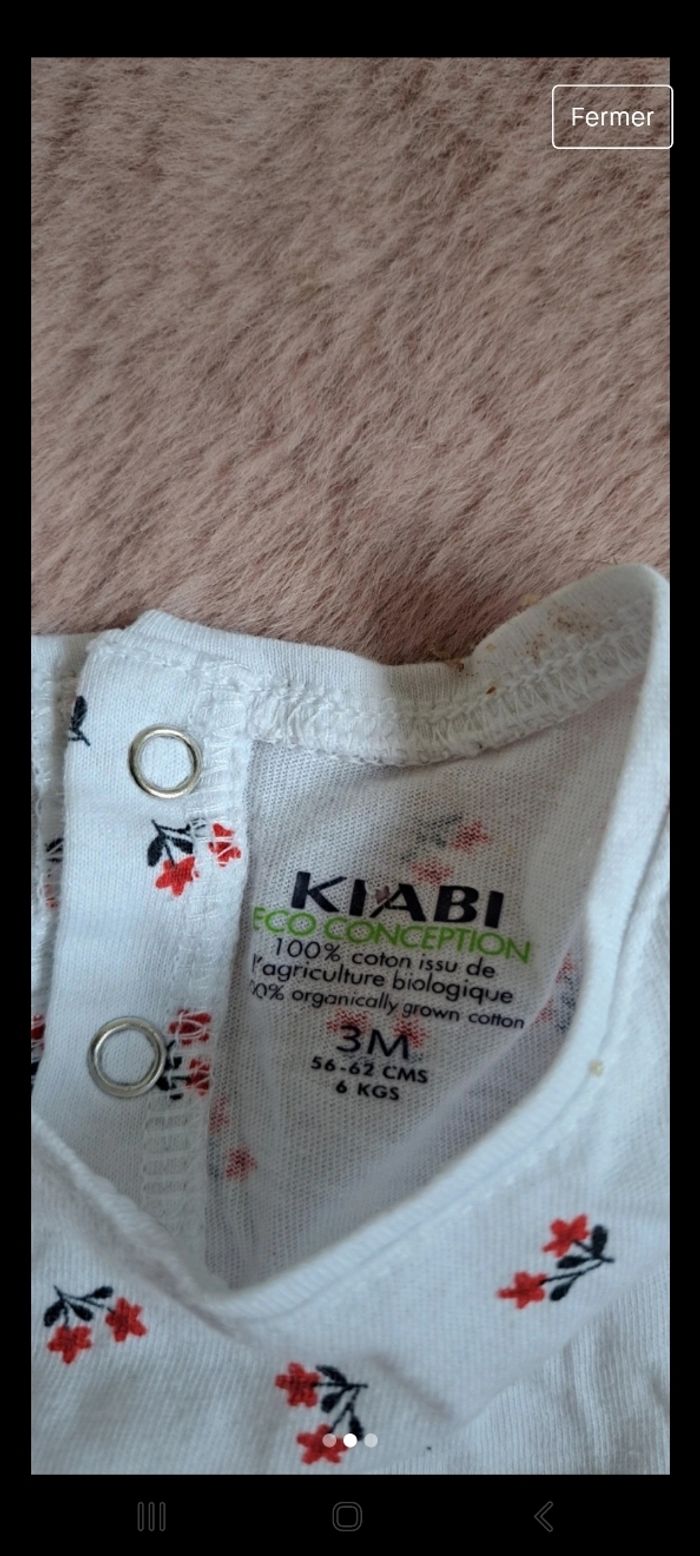 Fermer
KIABI
ECO CONCEPTION
100% coton issu de
l'agriculture biologique
00% organically grown cotton
3M
56-62 CMS
6 KGS